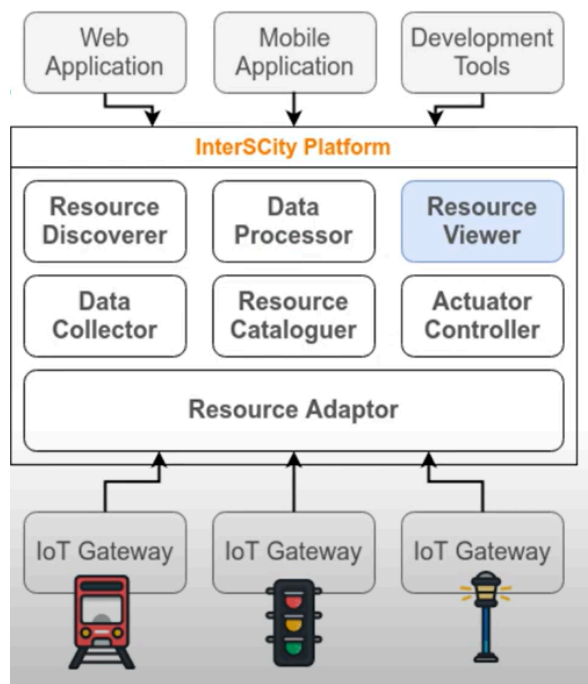 Web
Application
Mobile
Application
Development
Tools
InterSCity Platform
Resource
Discoverer
Data
Processor
Resource
Viewer
Data
Collector
Resource
Cataloguer
Actuator
Controller
Resource Adaptor
IoT Gateway
IoT Gateway
IoT Gateway